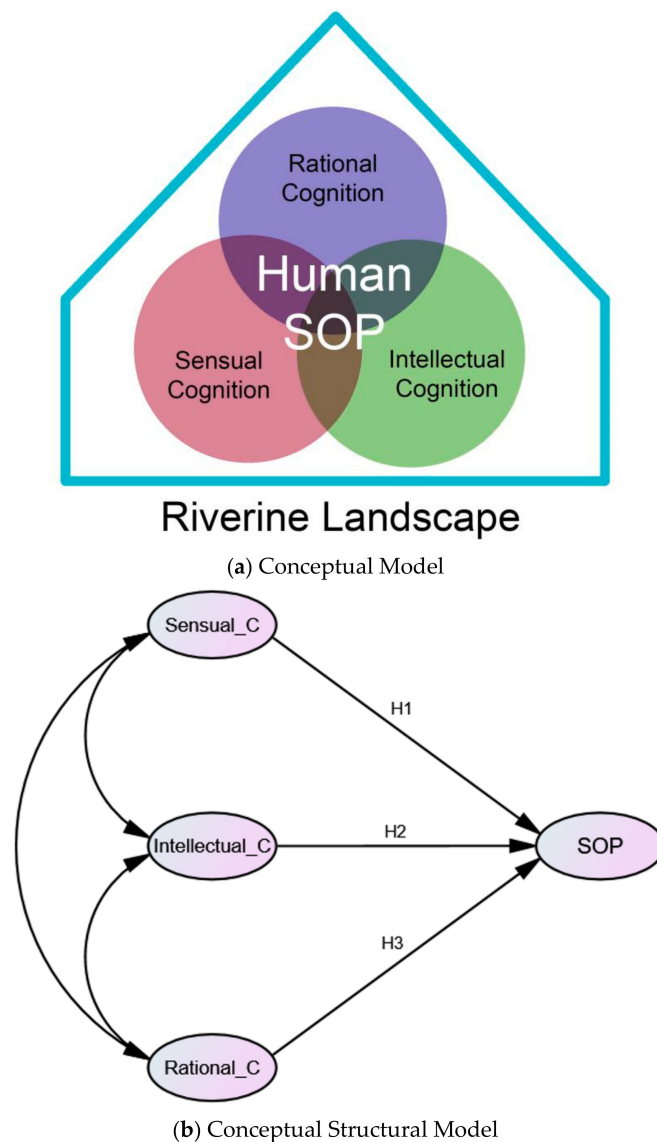 Rational
Cognition
Human
SOP
Sensual
Cognition
Intellectual
Cognition
Riverine Landscape
(a) Conceptual Model
Sensual_C
H1
Intellectual_C
H2
SOP
H3
Rational_C
(b) Conceptual Structural Model